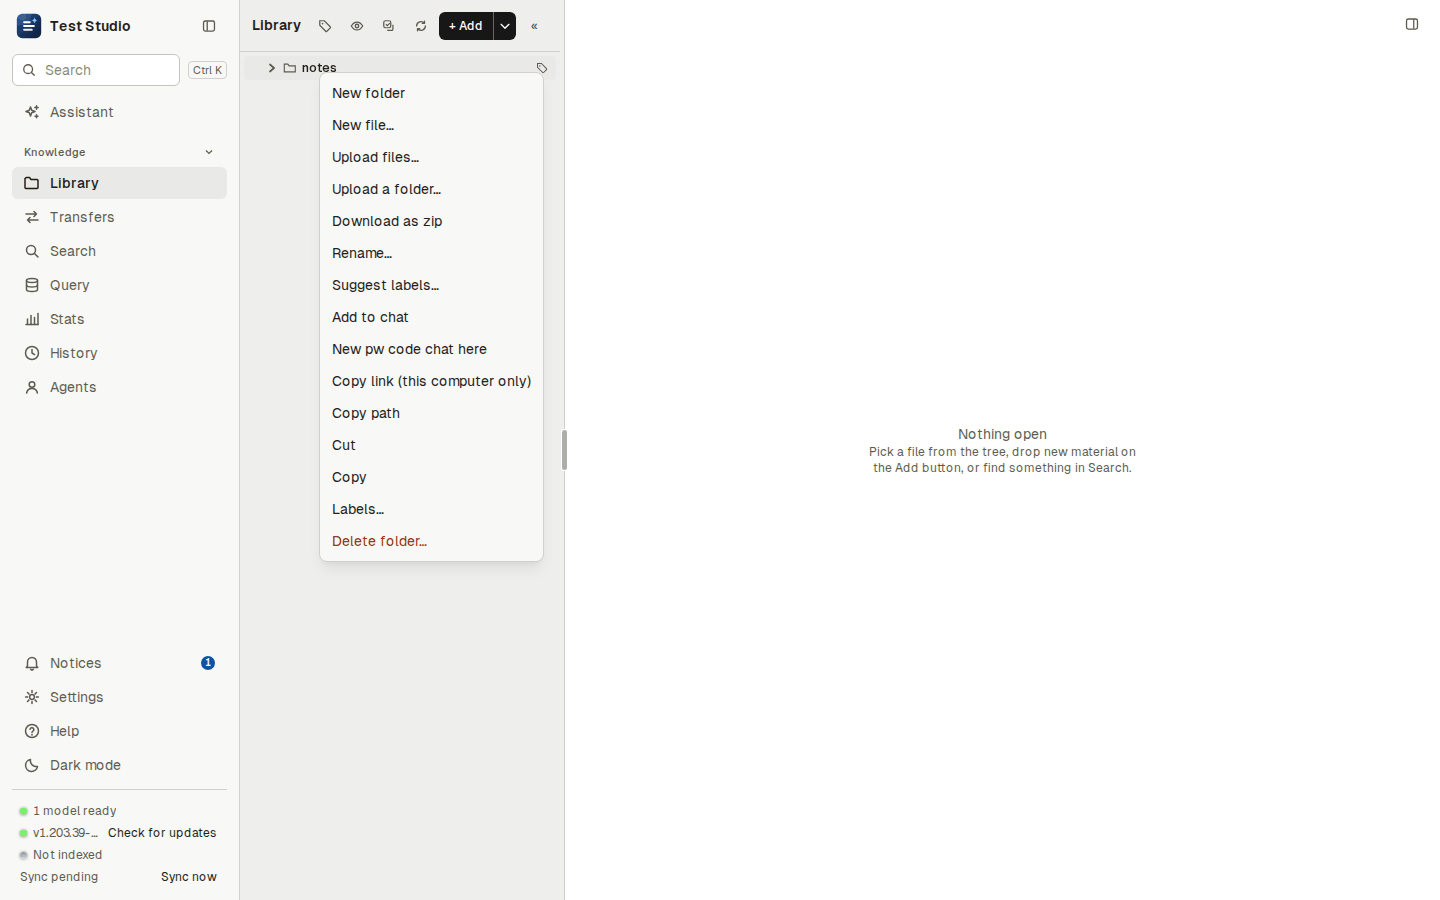 Test Studio
Search
Ctrl K
Assistant
Knowledge
Library
Transfers
Search
Query
Stats
History
Agents
Notices
1
Settings
Help
Dark mode
1 model ready
v1.203.39-… Check for updates
Not indexed
Sync pending Sync now
Library
+ Add
«
notes
New folder
New file…
Upload files…
Upload a folder…
Download as zip
Rename…
Suggest labels…
Add to chat
New pw code chat here
Copy link (this computer only)
Copy path
Cut
Copy
Labels…
Delete folder…
Nothing open
Pick a file from the tree, drop new material on
the Add button, or find something in Search.